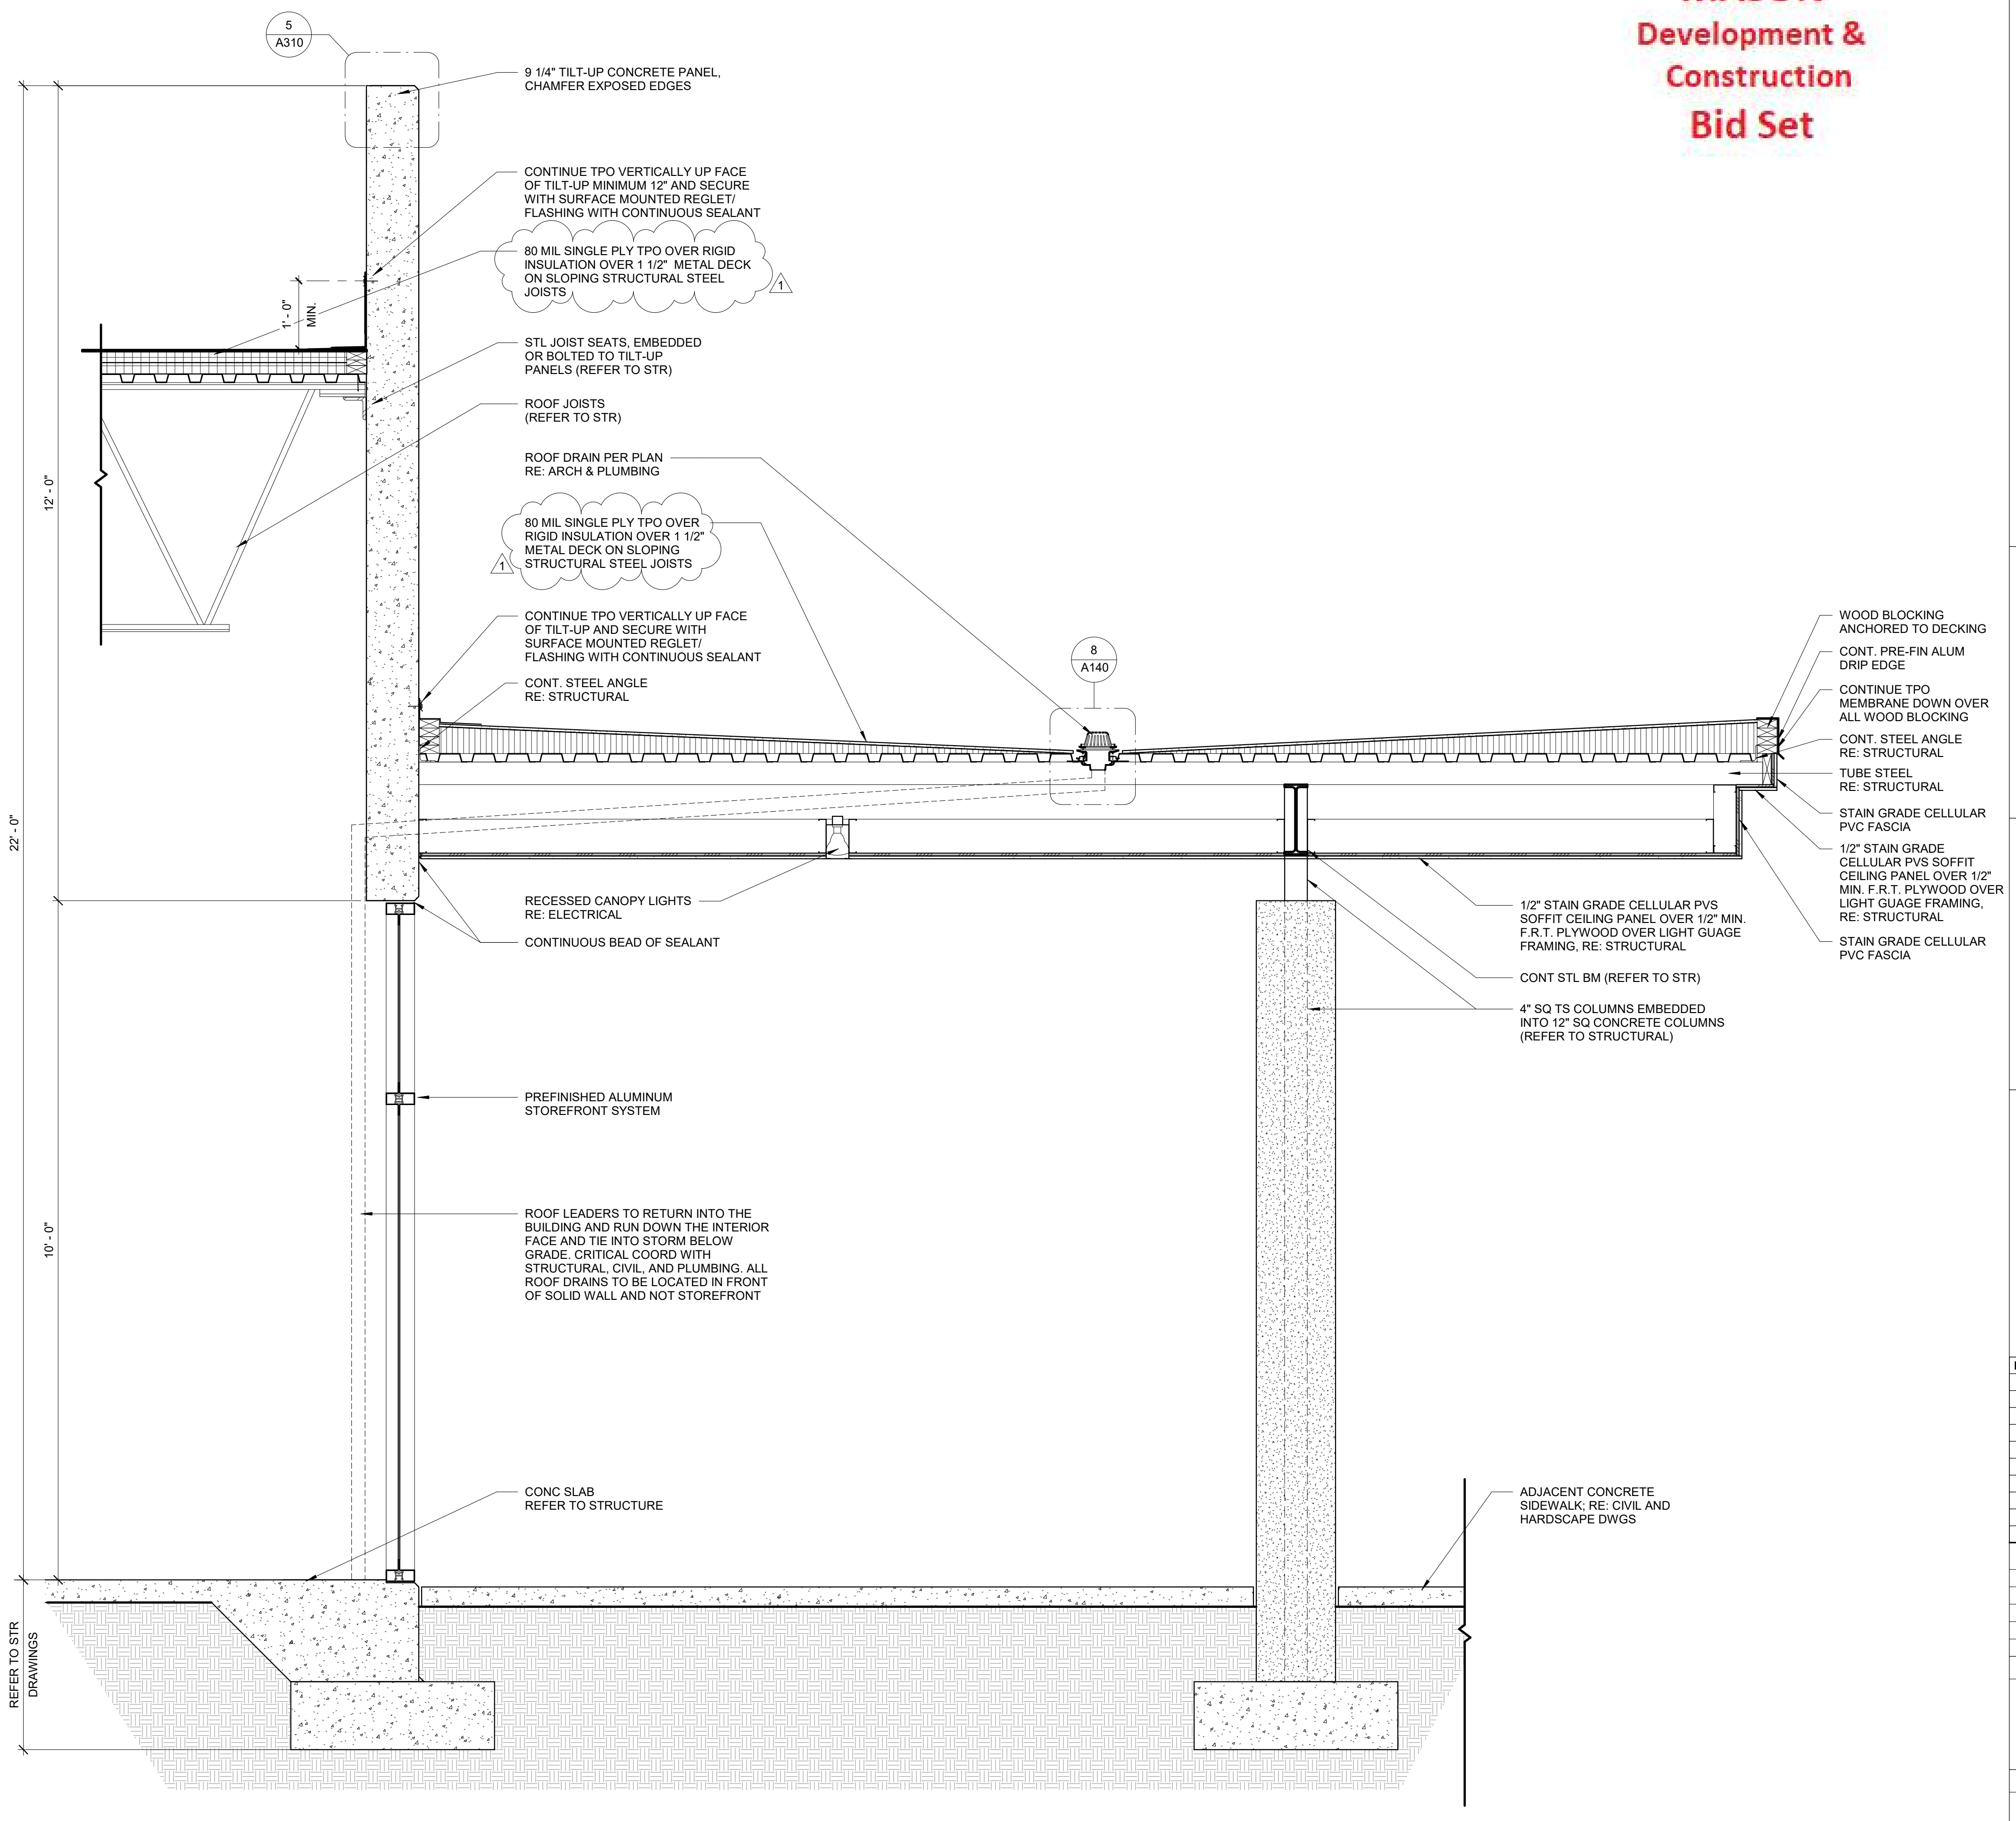 Development &
Construction
Bid Set
5
A310
9 1/4" TILT-UP CONCRETE PANEL,
CHAMFER EXPOSED EDGES
CONTINUE TPO VERTICALLY UP FACE
OF TILT-UP MINIMUM 12" AND SECURE
WITH SURFACE MOUNTED REGLET/
FLASHING WITH CONTINUOUS SEALANT
80 MIL SINGLE PLY TPO OVER RIGID
INSULATION OVER 1 1/2" METAL DECK
ON SLOPING STRUCTURAL STEEL
JOISTS
1
1' - 0"
MIN.
STL JOIST SEATS, EMBEDDED
OR BOLTED TO TILT-UP
PANELS (REFER TO STR)
ROOF JOISTS
(REFER TO STR)
ROOF DRAIN PER PLAN
RE: ARCH & PLUMBING
12' - 0"
80 MIL SINGLE PLY TPO OVER
RIGID INSULATION OVER 1 1/2"
METAL DECK ON SLOPING
STRUCTURAL STEEL JOISTS
1
CONTINUE TPO VERTICALLY UP FACE
OF TILT-UP AND SECURE WITH
SURFACE MOUNTED REGLET/
FLASHING WITH CONTINUOUS SEALANT
8
A140
CONT. STEEL ANGLE
RE: STRUCTURAL
WOOD BLOCKING
ANCHORED TO DECKING
CONT. PRE-FIN ALUM
DRIP EDGE
CONTINUE TPO
MEMBRANE DOWN OVER
ALL WOOD BLOCKING
CONT. STEEL ANGLE
RE: STRUCTURAL
TUBE STEEL
RE: STRUCTURAL
STAIN GRADE CELLULAR
PVC FASCIA
1/2" STAIN GRADE
CELLULAR PVS SOFFIT
CEILING PANEL OVER 1/2"
MIN. F.R.T. PLYWOOD OVER
LIGHT GUAGE FRAMING,
RE: STRUCTURAL
STAIN GRADE CELLULAR
PVC FASCIA
22' - 0"
RECESSED CANOPY LIGHTS
RE: ELECTRICAL
CONTINUOUS BEAD OF SEALANT
1/2" STAIN GRADE CELLULAR PVS
SOFFIT CEILING PANEL OVER 1/2" MIN.
F.R.T. PLYWOOD OVER LIGHT GUAGE
FRAMING, RE: STRUCTURAL
CONT STL BM (REFER TO STR)
4" SQ TS COLUMNS EMBEDDED
INTO 12" SQ CONCRETE COLUMNS
(REFER TO STRUCTURAL)
PREFINISHED ALUMINUM
STOREFRONT SYSTEM
10' - 0"
ROOF LEADERS TO RETURN INTO THE
BUILDING AND RUN DOWN THE INTERIOR
FACE AND TIE INTO STORM BELOW
GRADE. CRITICAL COORD WITH
STRUCTURAL, CIVIL, AND PLUMBING. ALL
ROOF DRAINS TO BE LOCATED IN FRONT
OF SOLID WALL AND NOT STOREFRONT
CONC SLAB
REFER TO STRUCTURE
ADJACENT CONCRETE
SIDEWALK; RE: CIVIL AND
HARDSCAPE DWGS
REFER TO STR
DRAWINGS